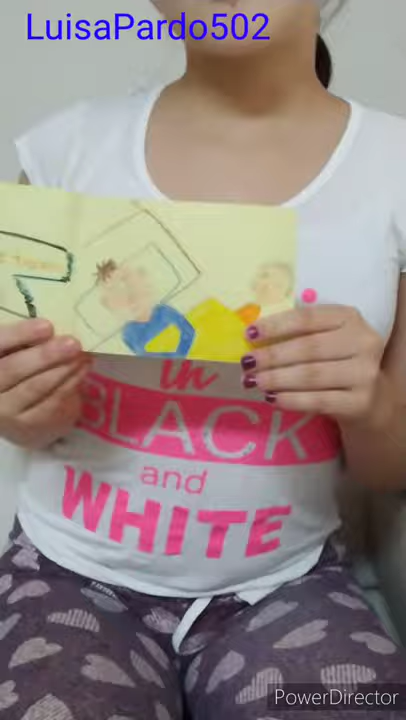 LuisaPardo502
in
BLACK
and
WHITE
PowerDirector